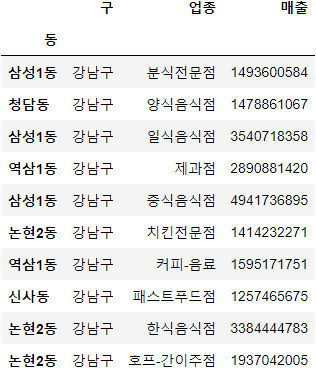 구 업종 매출
동
삼성1동 강남구 분식전문점 1493600584
청담동 강남구 양식음식점 1478861067
삼성1동 강남구 일식음식점 3540718358
역삼1동 강남구 제과점 2890881420
삼성1동 강남구 중식음식점 4941736895
논현2동 강남구 치킨전문점 1414232271
역삼1동 강남구 커피-음료 1595171751
신사동 강남구 패스트푸드점 1257465675
논현2동 강남구 한식음식점 3384444783
논현2동 강남구 호프-간이주점 1937042005